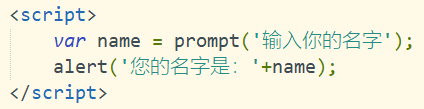 <script>
var name = prompt('输入你的名字');
alert('您的名字是：'+name);
</script>